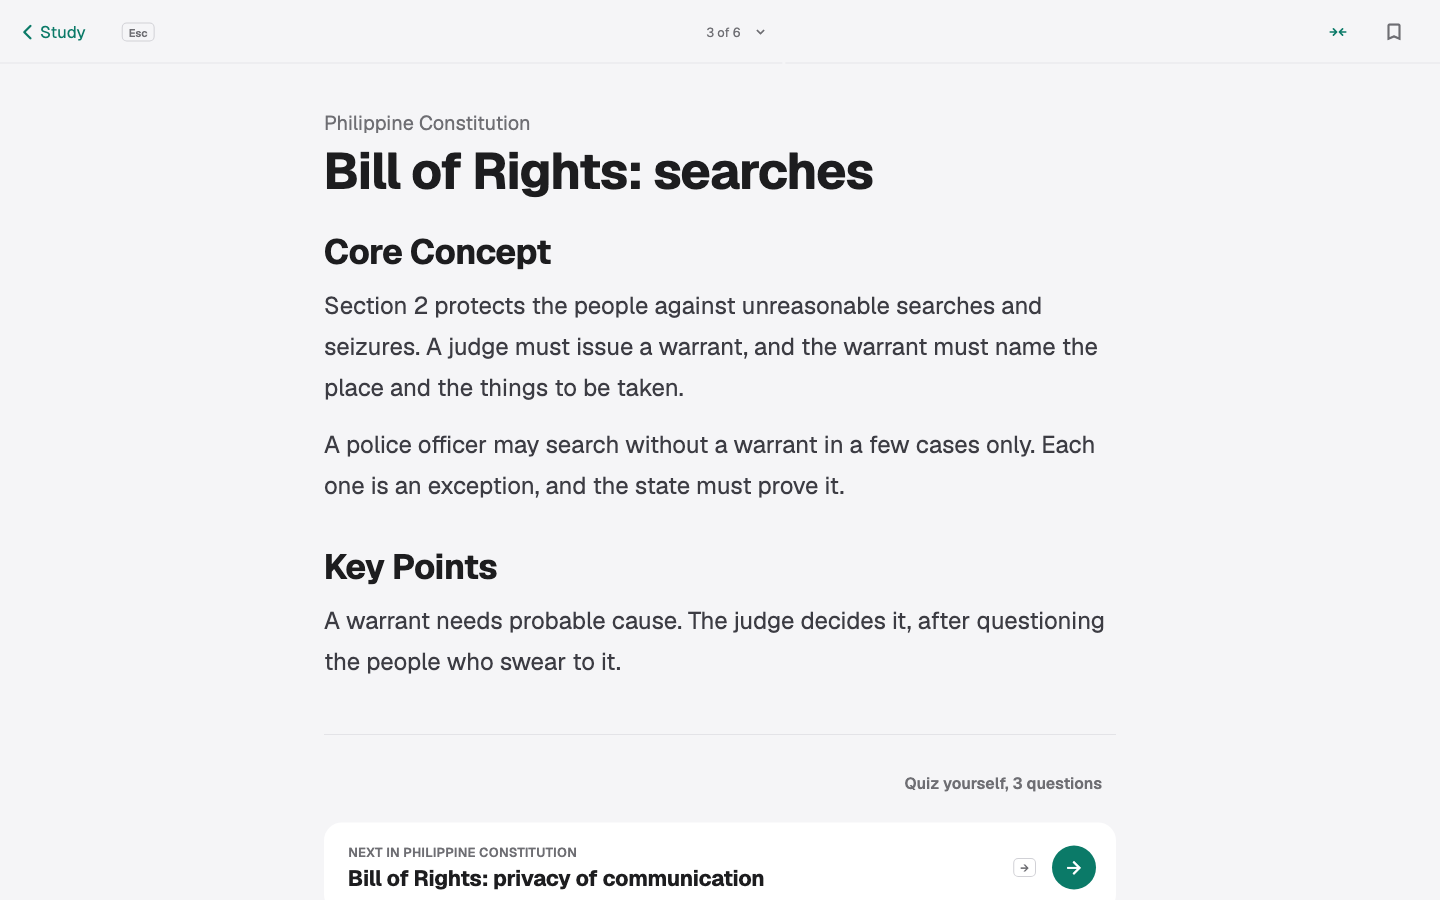 Study
Esc
3 of 6
Philippine Constitution
Bill of Rights: searches
Core Concept
Section 2 protects the people against unreasonable searches and
seizures. A judge must issue a warrant, and the warrant must name the
place and the things to be taken.
A police officer may search without a warrant in a few cases only. Each
one is an exception, and the state must prove it.
Key Points
A warrant needs probable cause. The judge decides it, after questioning
the people who swear to it.
Quiz yourself, 3 questions
NEXT IN PHILIPPINE CONSTITUTION
Bill of Rights: privacy of communication